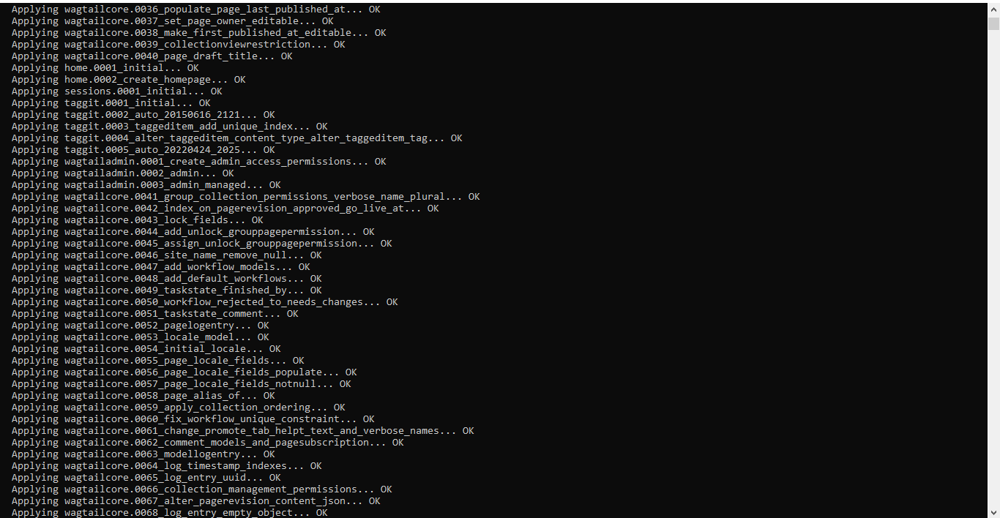 Applying wagtailcore.0036_populate_page_last_published_at... OK
Applying wagtailcore.0037_set_page_owner_editable... OK
Applying wagtailcore.0038_make_first_published_at_editable... OK
Applying wagtailcore.0039_collectionviewrestriction... OK
Applying wagtailcore.0040_page_draft_title... OK
Applying home.0001_initial... OK
Applying home.0002_create_homepage... OK
Applying sessions.0001_initial... OK
Applying taggit.0001_initial... OK
Applying taggit.0002_auto_20150616_2121... OK
Applying taggit.0003_taggeditem_add_unique_index... OK
Applying taggit.0004_alter_taggeditem_content_type_alter_taggeditem_tag... OK
Applying taggit.0005_auto_20220424_2025... OK
Applying wagtailadmin.0001_create_admin_access_permissions... OK
Applying wagtailadmin.0002_admin... OK
Applying wagtailadmin.0003_admin_managed... OK
Applying wagtailcore.0041_group_collection_permissions_verbose_name_plural... OK
Applying wagtailcore.0042_index_on_pagerevision_approved_go_live_at... OK
Applying wagtailcore.0043_lock_fields... OK
Applying wagtailcore.0044_add_unlock_grouppagepermission... OK
Applying wagtailcore.0045_assign_unlock_grouppagepermission... OK
Applying wagtailcore.0046_site_name_remove_null... OK
Applying wagtailcore.0047_add_workflow_models... OK
Applying wagtailcore.0048_add_default_workflows... OK
Applying wagtailcore.0049_taskstate_finished_by... OK
Applying wagtailcore.0050_workflow_rejected_to_needs_changes... OK
Applying wagtailcore.0051_taskstate_comment... OK
Applying wagtailcore.0052_pagelogentry... OK
Applying wagtailcore.0053_locale_model... OK
Applying wagtailcore.0054_initial_locale... OK
Applying wagtailcore.0055_page_locale_fields... OK
Applying wagtailcore.0056_page_locale_fields_populate... OK
Applying wagtailcore.0057_page_locale_fields_notnull... OK
Applying wagtailcore.0058_page_alias_of... OK
Applying wagtailcore.0059_apply_collection_ordering... OK
Applying wagtailcore.0060_fix_workflow_unique_constraint... OK
Applying wagtailcore.0061_change_promote_tab_helpt_text_and_verbose_names... OK
Applying wagtailcore.0062_comment_models_and_pagesubscription... OK
Applying wagtailcore.0063_modellogentry... OK
Applying wagtailcore.0064_log_timestamp_indexes... OK
Applying wagtailcore.0065_log_entry_uuid... OK
Applying wagtailcore.0066_collection_management_permissions... OK
Applying wagtailcore.0067_alter_pagerevision_content_json... OK
Applying wagtailcore.0068_log_entry_empty_object... OK